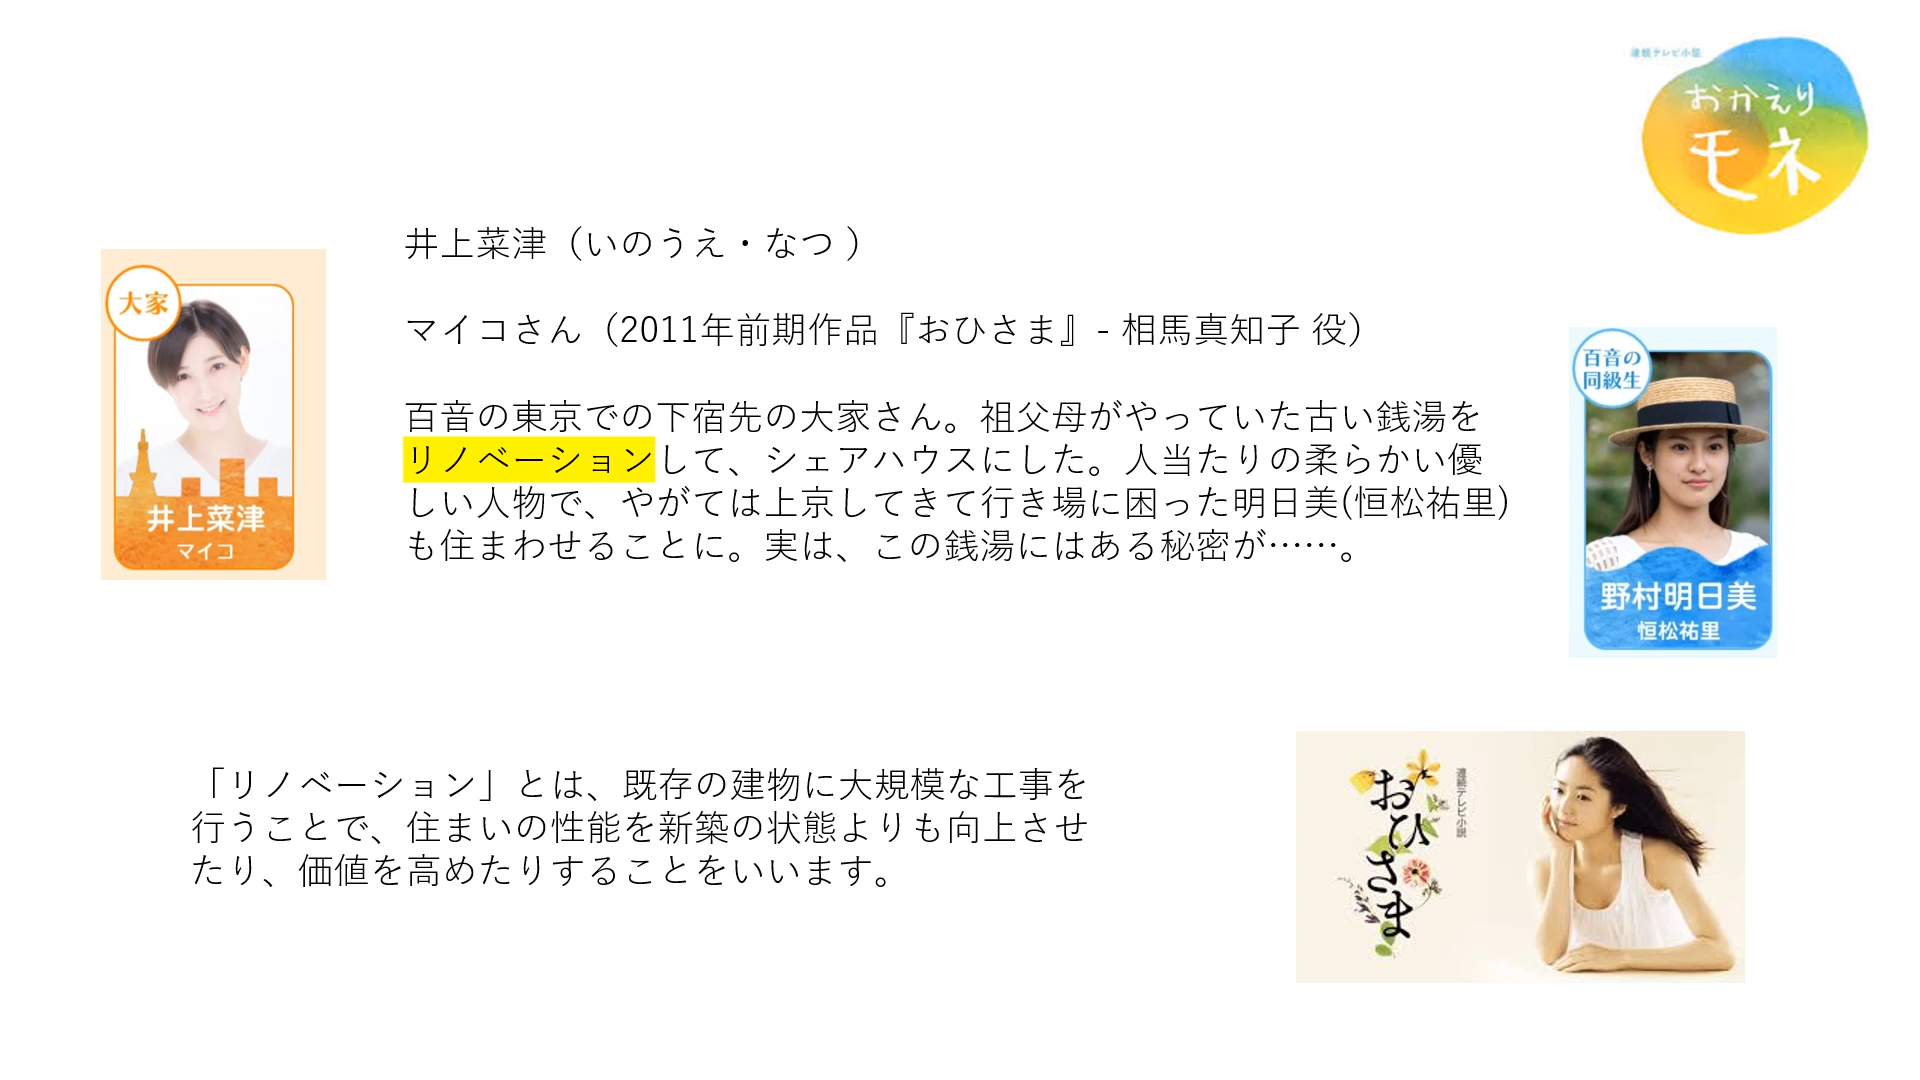 連続テレビ小説
おかえり
モネ
井上菜津（いのうえ・なつ ）
大家
井上菜津
マイコ
マイコさん（2011年前期作品『おひさま』- 相馬真知子 役）
百音の東京での下宿先の大家さん。祖父母がやっていた古い銭湯を
リノベーションして、シェアハウスにした。人当たりの柔らかい優
しい人物で、やがては上京してきて行き場に困った明日美(恒松祐里)
も住まわせることに。実は、この銭湯にはある秘密が……。
百音の
同級生
野村明日美
恒松祐里
「リノベーション」とは、既存の建物に大規模な工事を
行うことで、住まいの性能を新築の状態よりも向上させ
たり、価値を高めたりすることをいいます。
連続テレビ小説
おひさま